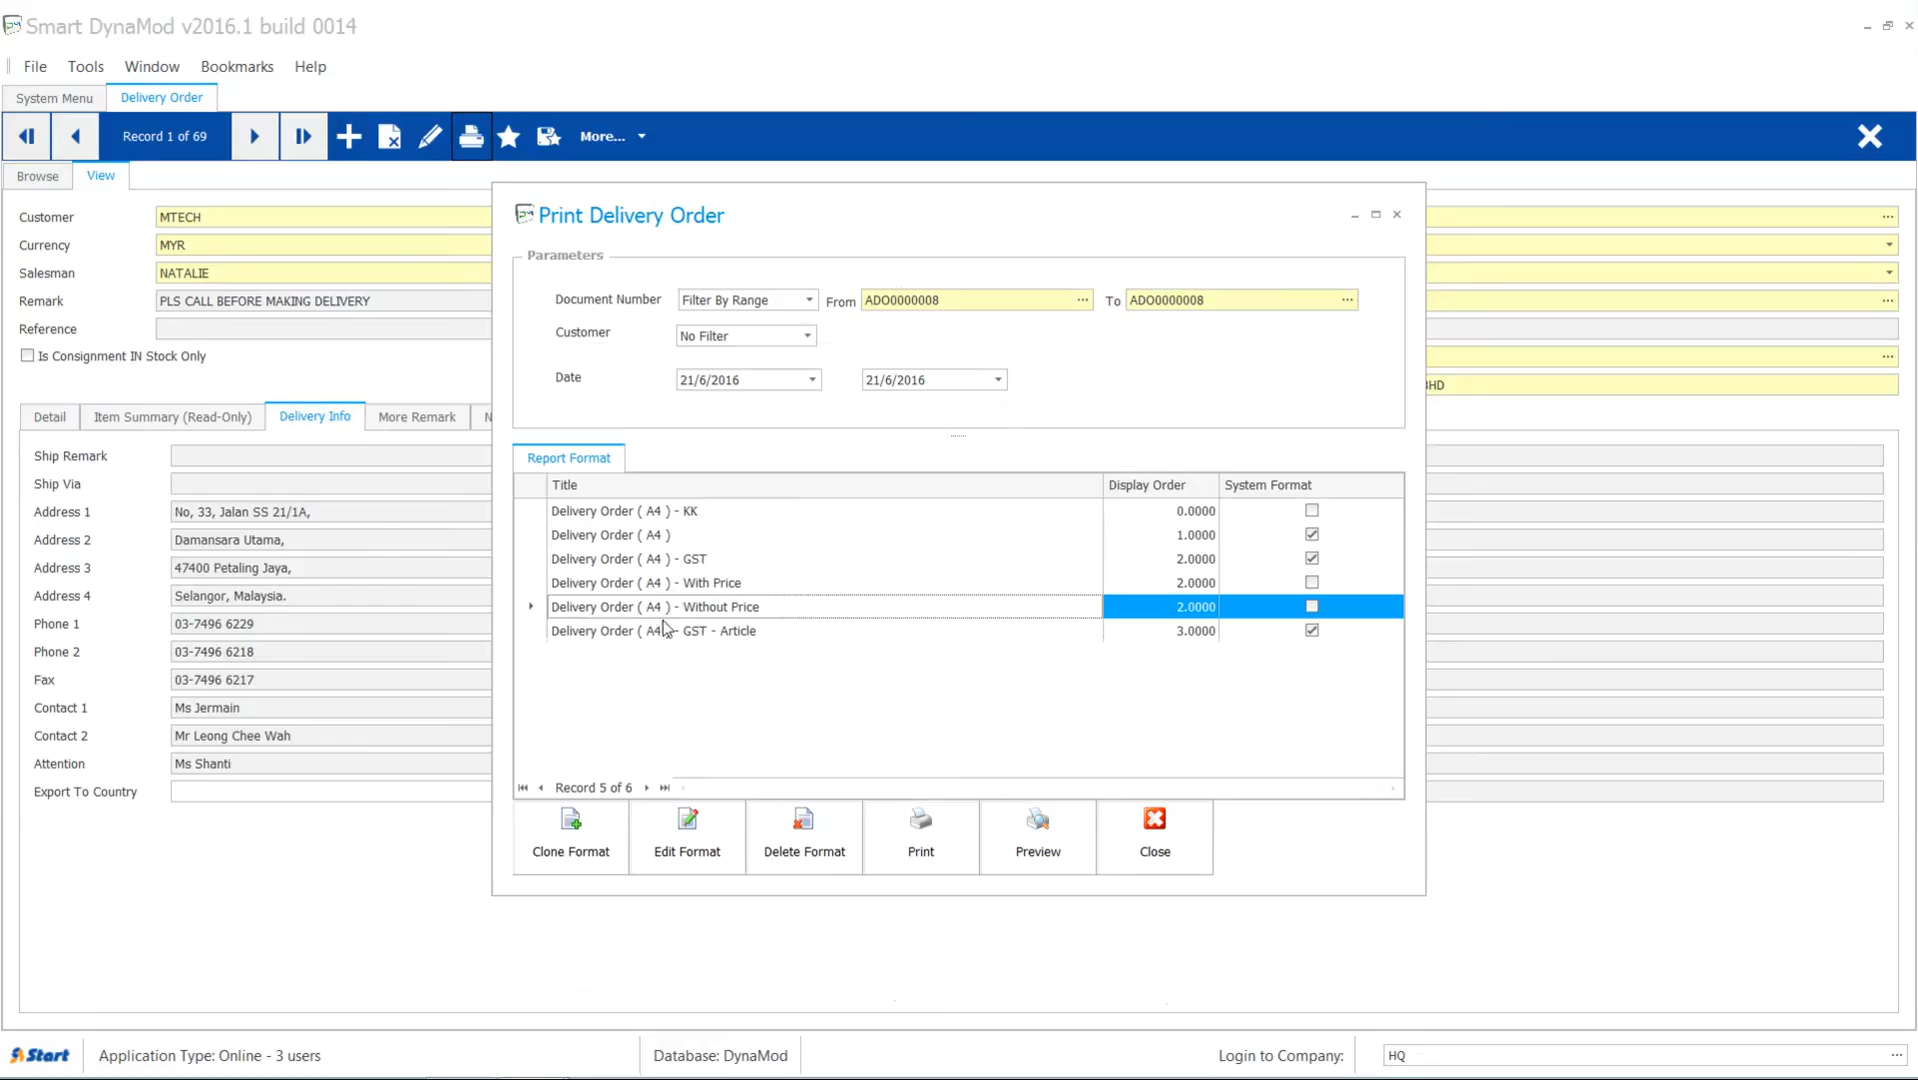 Smart DynaMod v2016.1 build 0014
File Tools Window Bookmarks Help
System Menu Delivery Order
Record 1 of 69 More...
Browse View
Customer MTECH
Currency MYR
Salesman NATALIE
Remark PLS CALL BEFORE MAKING DELIVERY
Reference
Is Consignment IN Stock Only
Detail Item Summary (Read-Only) Delivery Info More Remark
Ship Remark
Ship Via
Address 1 No, 33, Jalan SS 21/1A,
Address 2 Damansara Utama,
Address 3 47400 Petaling Jaya,
Address 4 Selangor, Malaysia.
Phone 1 03-7496 6229
Phone 2 03-7496 6218
Fax 03-7496 6217
Contact 1 Ms Jermain
Contact 2 Mr Leong Chee Wah
Attention Ms Shanti
Export To Country
Print Delivery Order
Parameters
Document Number Filter By Range From ADO0000008 ... To ADO0000008 ...
Customer No Filter
Date 21/6/2016 21/6/2016
Report Format
Title Display Order System Format
Delivery Order ( A4 ) - KK 0.0000
Delivery Order ( A4 ) 1.0000
Delivery Order ( A4 ) - GST 2.0000
Delivery Order ( A4 ) - With Price 2.0000
Delivery Order ( A4 ) - Without Price 2.0000
Delivery Order ( A4 - GST - Article 3.0000
Record 5 of 6
Clone Format Edit Format Delete Format Print Preview Close
Start Application Type: Online - 3 users Database: DynaMod Login to Company: HQ ...